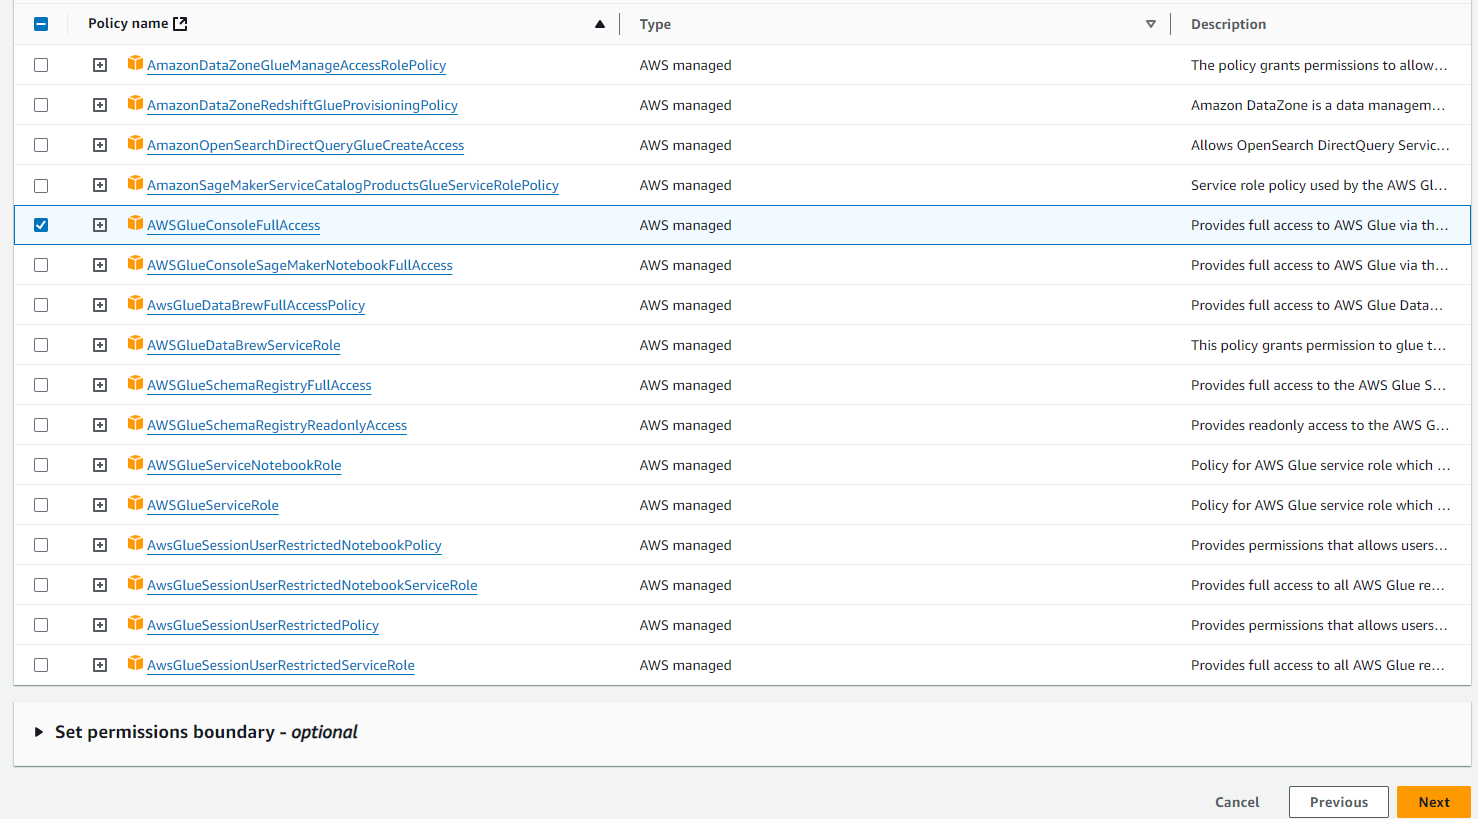 Policy name Type Description
AmazonDataZoneGlueManageAccessRolePolicy AWS managed The policy grants permissions to allow...
AmazonDataZoneRedshiftGlueProvisioningPolicy AWS managed Amazon DataZone is a data managem...
AmazonOpenSearchDirectQueryGlueCreateAccess AWS managed Allows OpenSearch DirectQuery Servic...
AmazonSageMakerServiceCatalogProductsGlueServiceRolePolicy AWS managed Service role policy used by the AWS Gl...
AWSGlueConsoleFullAccess AWS managed Provides full access to AWS Glue via th...
AWSGlueConsoleSageMakerNotebookFullAccess AWS managed Provides full access to AWS Glue via th...
AwsGlueDataBrewFullAccessPolicy AWS managed Provides full access to AWS Glue Data...
AWSGlueDataBrewServiceRole AWS managed This policy grants permission to glue t...
AWSGlueSchemaRegistryFullAccess AWS managed Provides full access to the AWS Glue S...
AWSGlueSchemaRegistryReadonlyAccess AWS managed Provides readonly access to the AWS G...
AWSGlueServiceNotebookRole AWS managed Policy for AWS Glue service role which ...
AWSGlueServiceRole AWS managed Policy for AWS Glue service role which ...
AwsGlueSessionUserRestrictedNotebookPolicy AWS managed Provides permissions that allows users...
AwsGlueSessionUserRestrictedNotebookServiceRole AWS managed Provides full access to all AWS Glue re...
AwsGlueSessionUserRestrictedPolicy AWS managed Provides permissions that allows users...
AwsGlueSessionUserRestrictedServiceRole AWS managed Provides full access to all AWS Glue re...
Set permissions boundary - optional
Cancel Previous Next